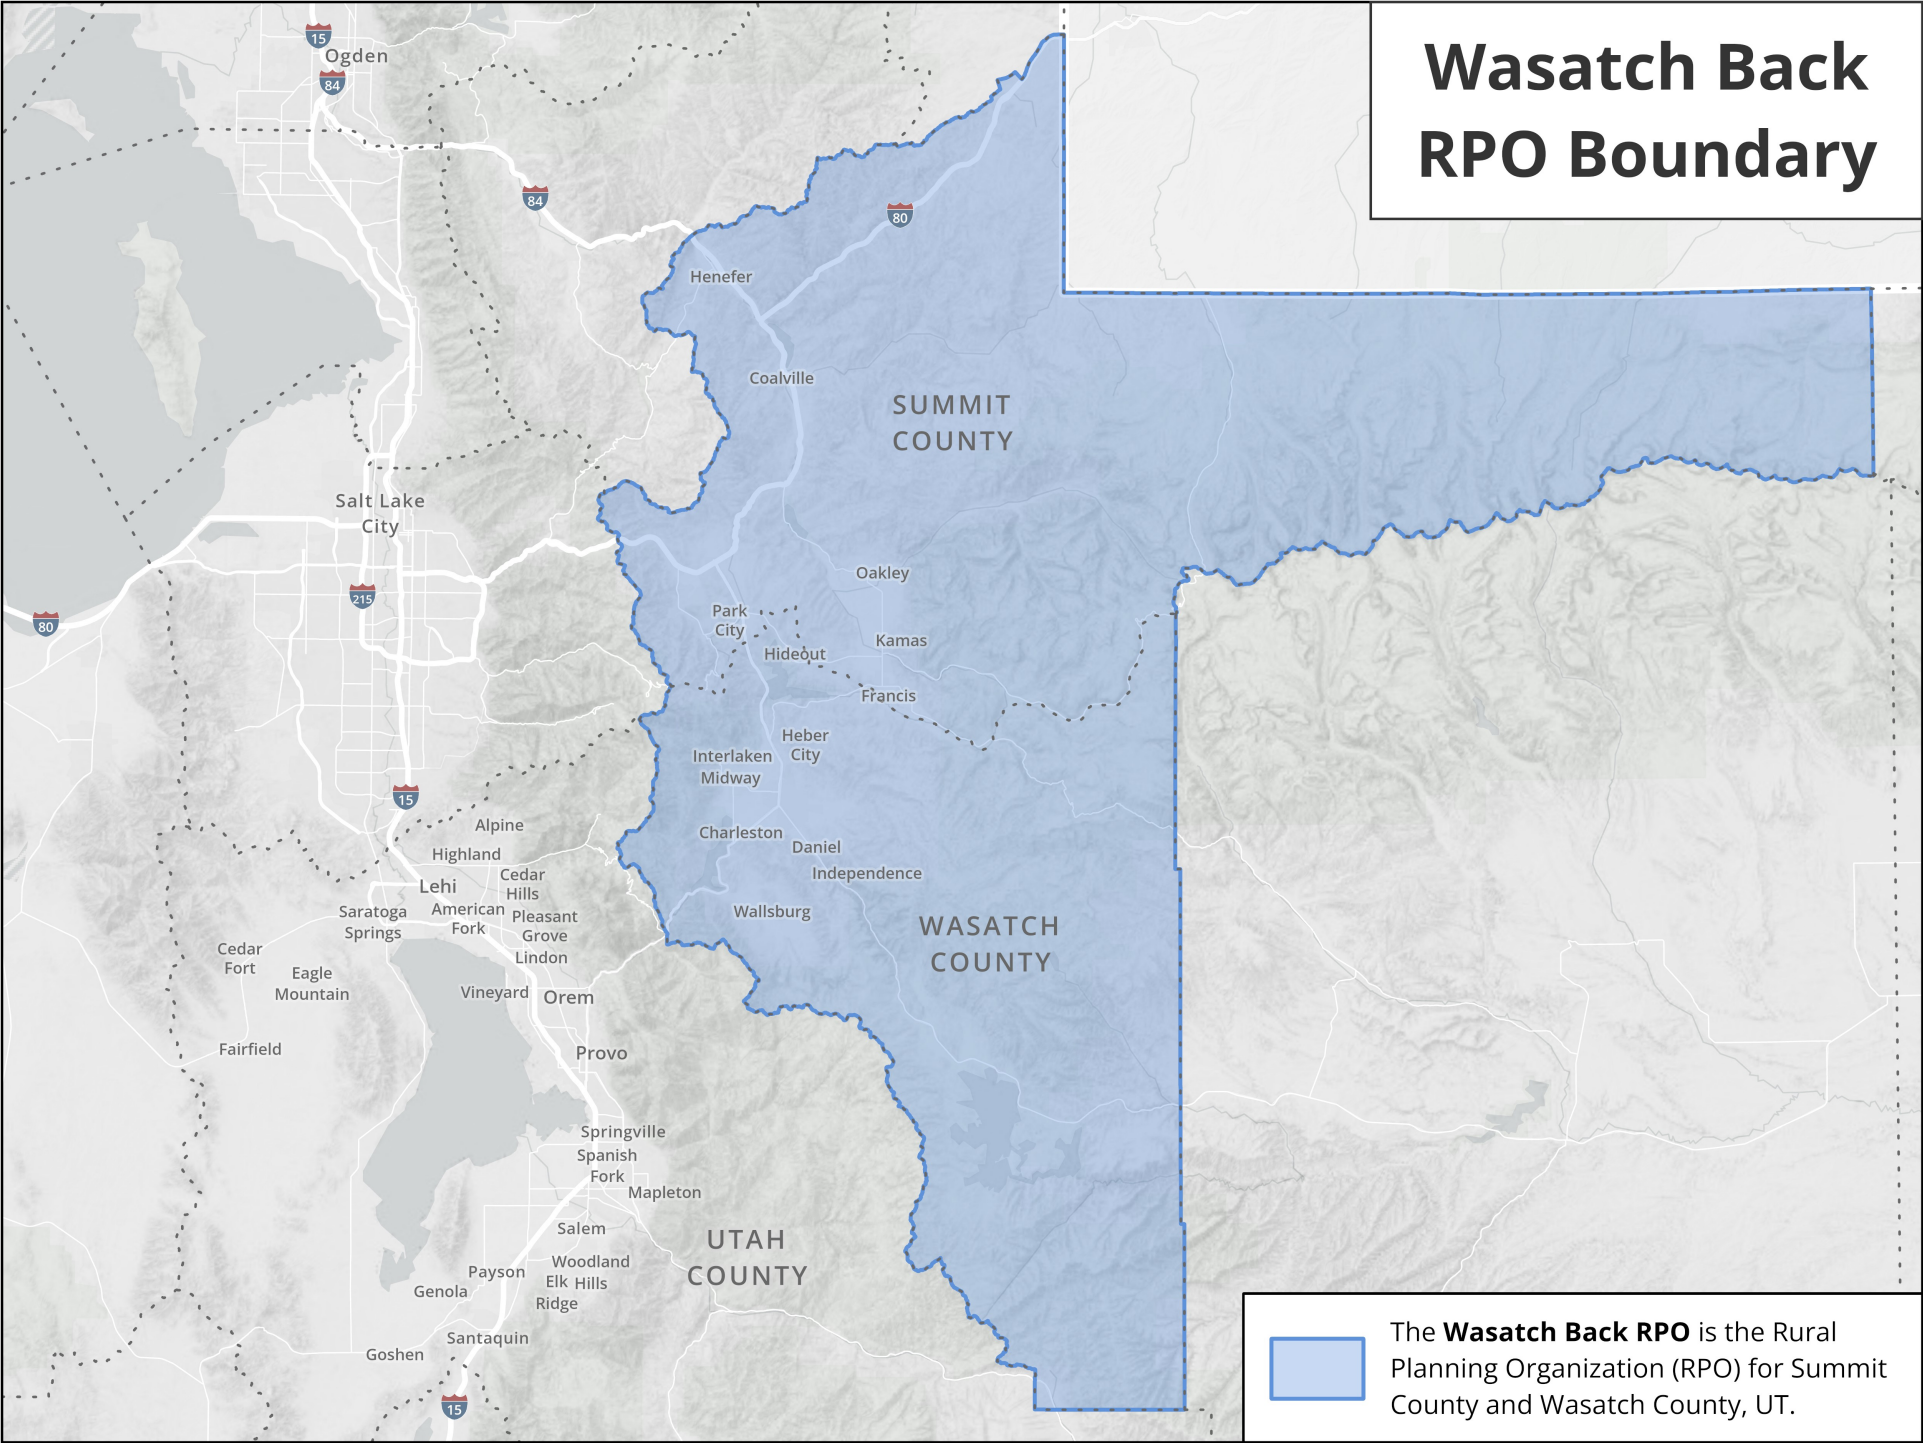 Wasatch Back
RPO Boundary
15
Ogden
84
84
80
Henefer
Coalville
SUMMIT
COUNTY
Salt Lake
City
Oakley
215
Park
City
80
Kamas
Hideout
Francis
Heber
City
Interlaken
Midway
15
Alpine
Charleston
Daniel
Highland
Independence
Cedar
Hills
Lehi
American
Fork
Saratoga
Springs
Pleasant
Grove
Wallsburg
WASATCH
COUNTY
Cedar
Fort
Lindon
Eagle
Mountain
Vineyard
Orem
Fairfield
Provo
Springville
Spanish
Fork
Mapleton
Salem
UTAH
COUNTY
Woodland
Hills
Payson
Elk
Ridge
Genola
Santaquin
Goshen
15
The Wasatch Back RPO is the Rural
Planning Organization (RPO) for Summit
County and Wasatch County, UT.